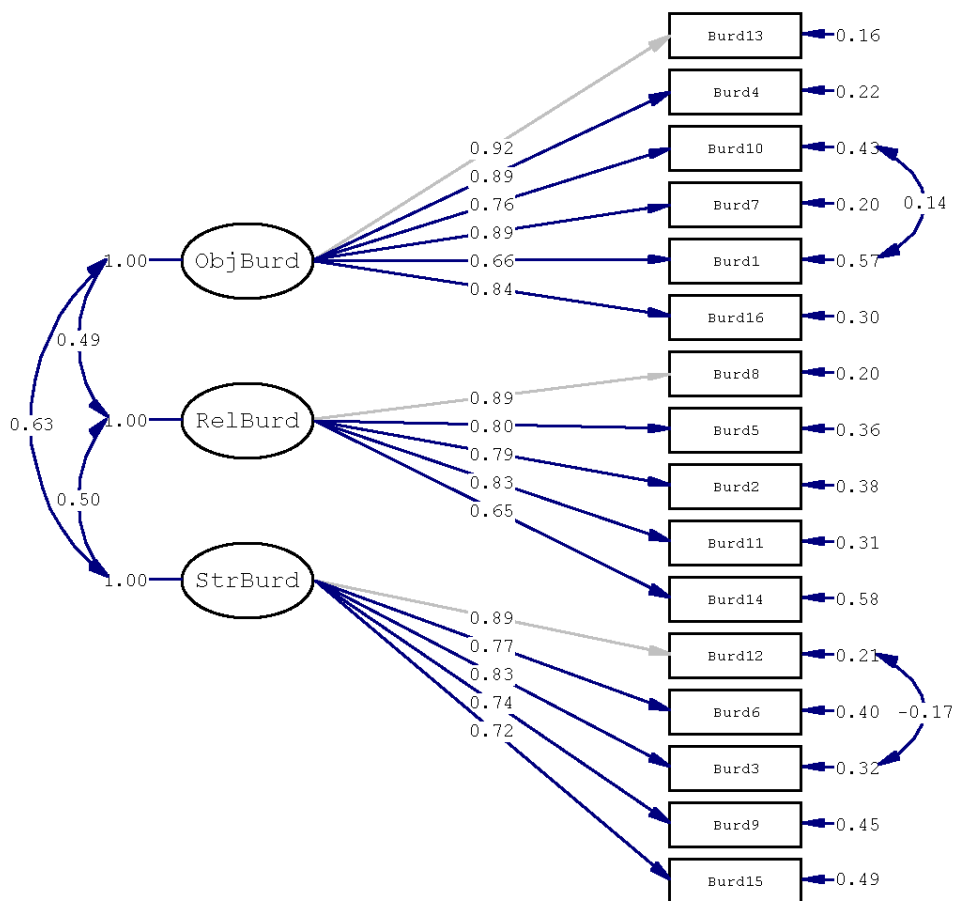 Burd13 0.16
Burd4 0.22
0.92
Burd10 0.43
0.89
0.76
Burd7 0.20 0.14
0.89
1.00 ObjBurd 0.66 Burd1 0.57
0.84
Burd16 0.30
0.49
Burd8 0.20
0.89
0.63 1.00 RelBurd 0.80 Burd5 0.36
0.79
Burd2 0.38
0.83
0.50 0.65
Burd11 0.31
1.00 StrBurd Burd14 0.58
0.89
0.77 Burd12 0.21
0.83
0.74 Burd6 0.40 -0.17
0.72
Burd3 0.32
Burd9 0.45
Burd15 0.49